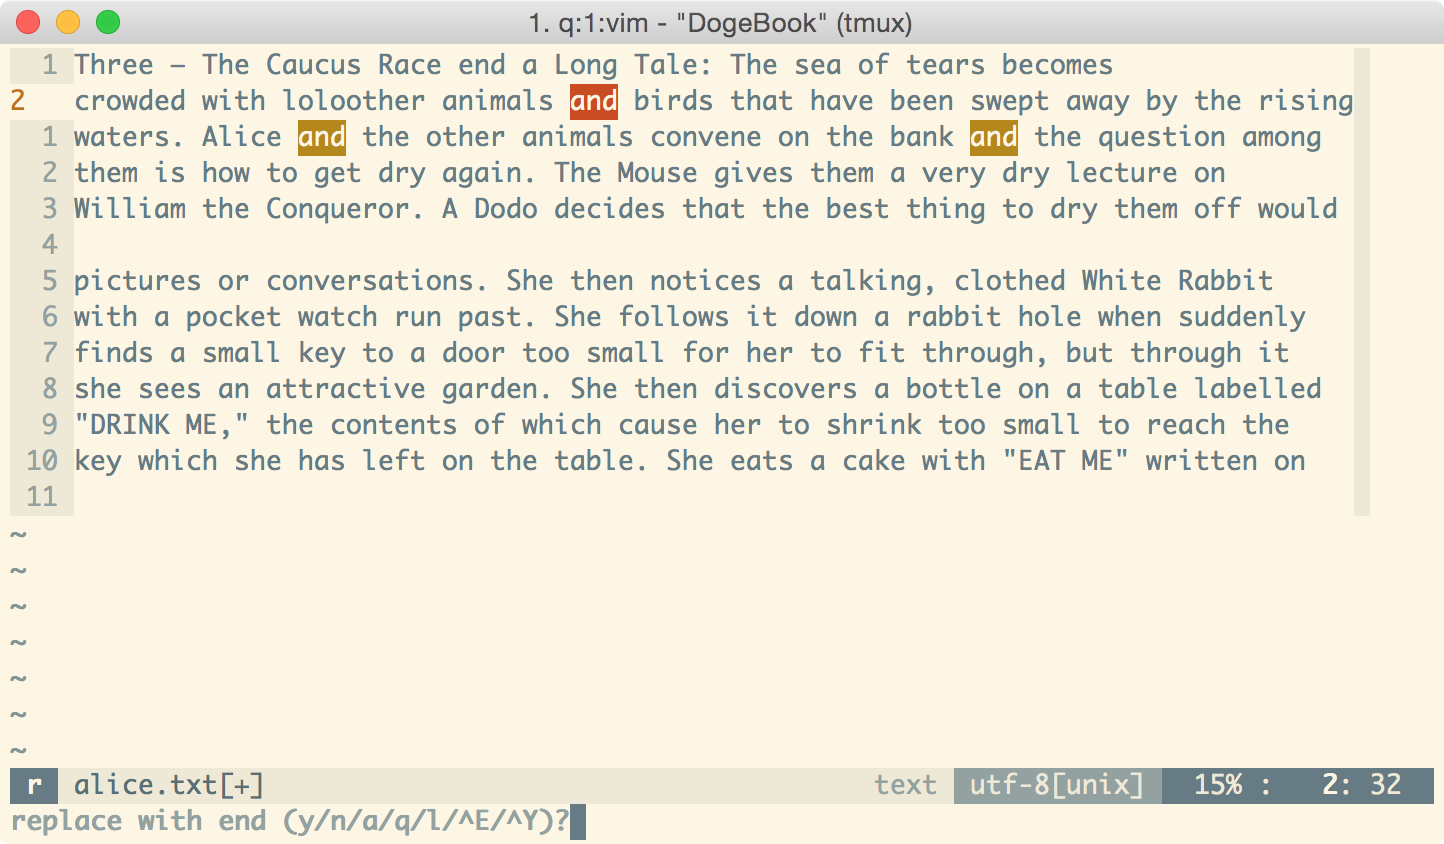 1. q:1:vim - "DogeBook" (tmux)
1 Three – The Caucus Race end a Long Tale: The sea of tears becomes
2 crowded with loloother animals and birds that have been swept away by the rising
1 waters. Alice and the other animals convene on the bank and the question among
2 them is how to get dry again. The Mouse gives them a very dry lecture on
3 William the Conqueror. A Dodo decides that the best thing to dry them off would
4
5 pictures or conversations. She then notices a talking, clothed White Rabbit
6 with a pocket watch run past. She follows it down a rabbit hole when suddenly
7 finds a small key to a door too small for her to fit through, but through it
8 she sees an attractive garden. She then discovers a bottle on a table labelled
9 "DRINK ME," the contents of which cause her to shrink too small to reach the
10 key which she has left on the table. She eats a cake with "EAT ME" written on
11
~
~
~
~
~
~
~
r alice.txt[+] text utf-8[unix] 15% : 2: 32
replace with end (y/n/a/q/l/^E/^Y)?